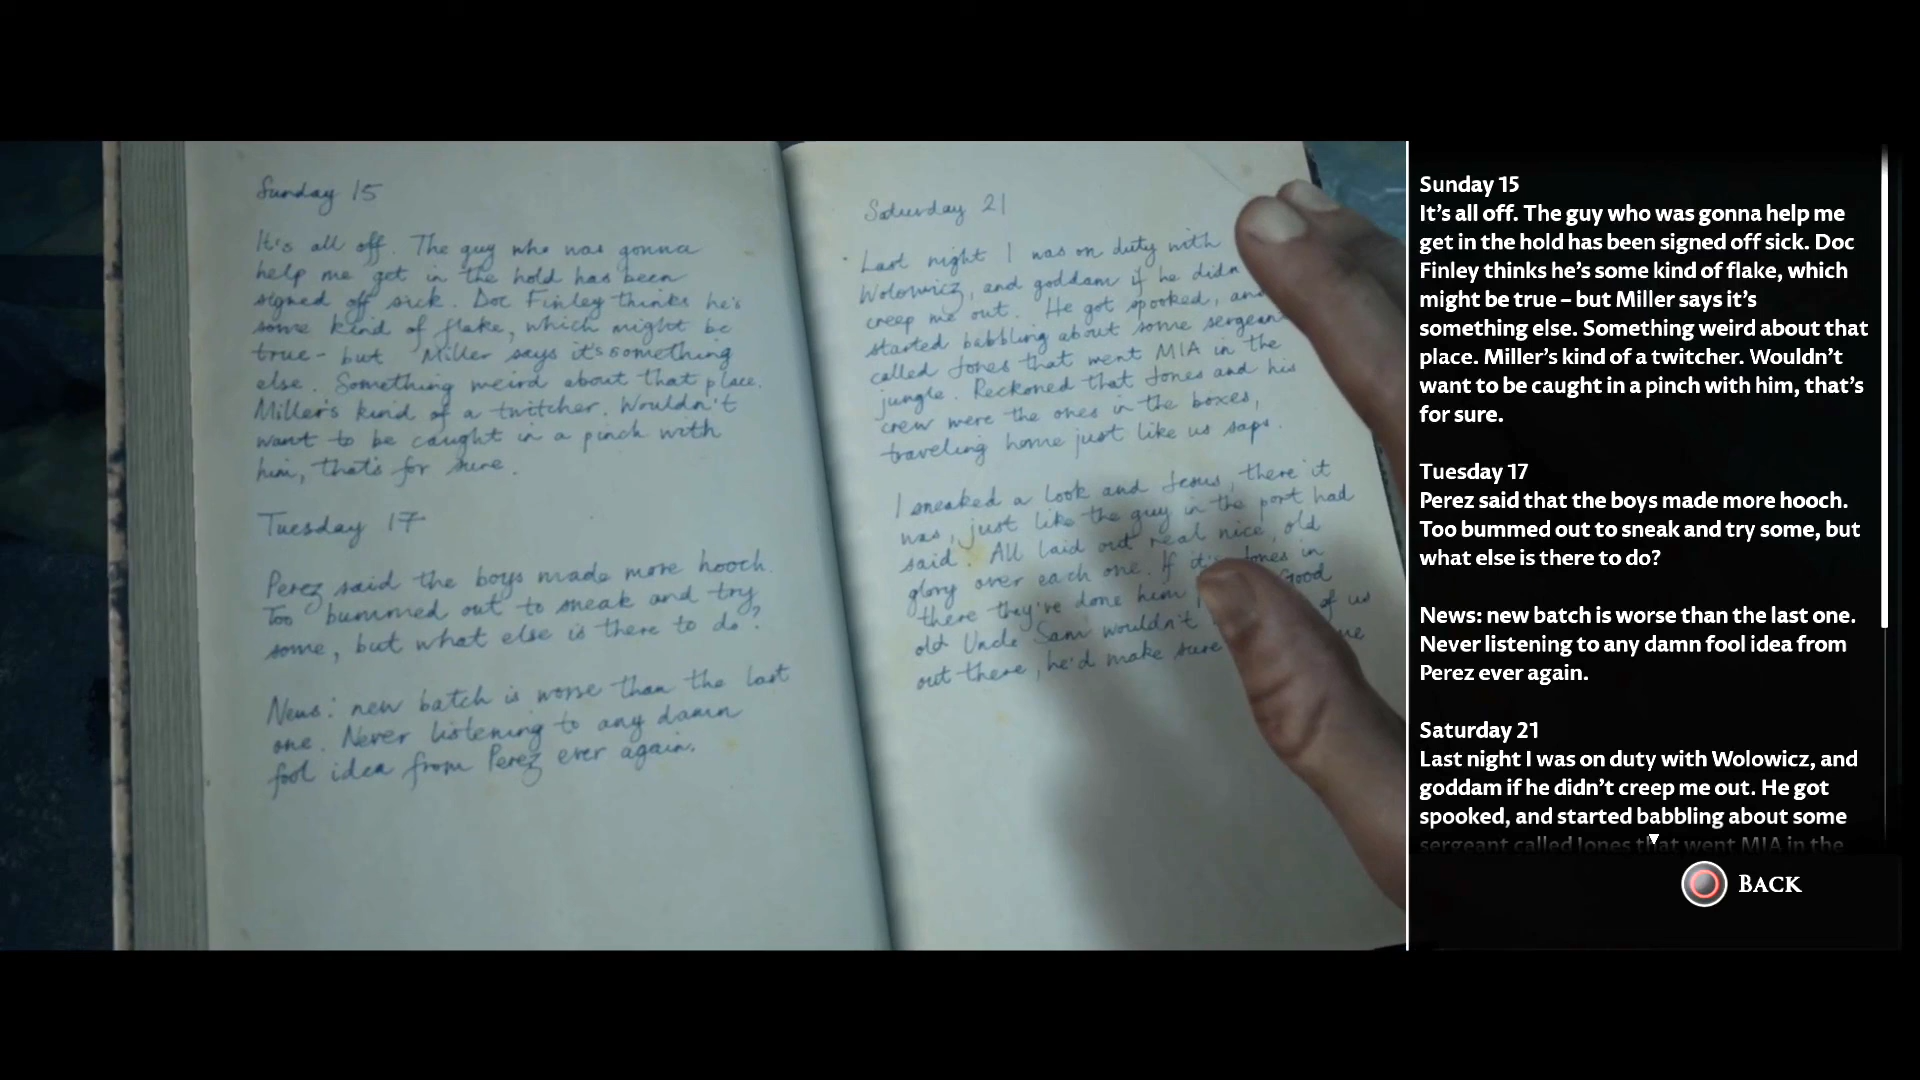 Sunday 15
It's all off. The guy who was gonna
help me get in the hold has been
signed off sick. Doc Finley thinks he's
some kind of flake, which might be
true - but Miller says it's something
else. Something weird about that place.
Miller's kind of a twitcher. Wouldn't
want to be caught in a pinch with
him, that's for sure.
Tuesday 17
Perez said the boys made more hooch.
Too bummed out to sneak and try
some, but what else is there to do?
News: new batch is worse than the last
one. Never listening to any damn
fool idea from Perez ever again.
Saturday 21
Last night I was on duty with
Wolowicz, and goddam if he didn
creep me out. He got spooked, and
started babbling about some sergeant
called Jones that went MIA in the
jungle. Reckoned that Jones and his
crew were the ones in the boxes,
traveling home just like us saps.
I sneaked a look and Jesus, there it
was, just like the guy in the port had
said. All laid out real nice, old
glory over each one. If it's Jones in
there they've done him Good
old Uncle Sam wouldn't of us
out there, he'd make sure
Sunday 15
It's all off. The guy who was gonna help me
get in the hold has been signed off sick. Doc
Finley thinks he's some kind of flake, which
might be true – but Miller says it's
something else. Something weird about that
place. Miller's kind of a twitcher. Wouldn't
want to be caught in a pinch with him, that's
for sure.
Tuesday 17
Perez said that the boys made more hooch.
Too bummed out to sneak and try some, but
what else is there to do?
News: new batch is worse than the last one.
Never listening to any damn fool idea from
Perez ever again.
Saturday 21
Last night I was on duty with Wolowicz, and
goddam if he didn't creep me out. He got
spooked, and started babbling about some
sergeant called Jones that went MIA in the
BACK